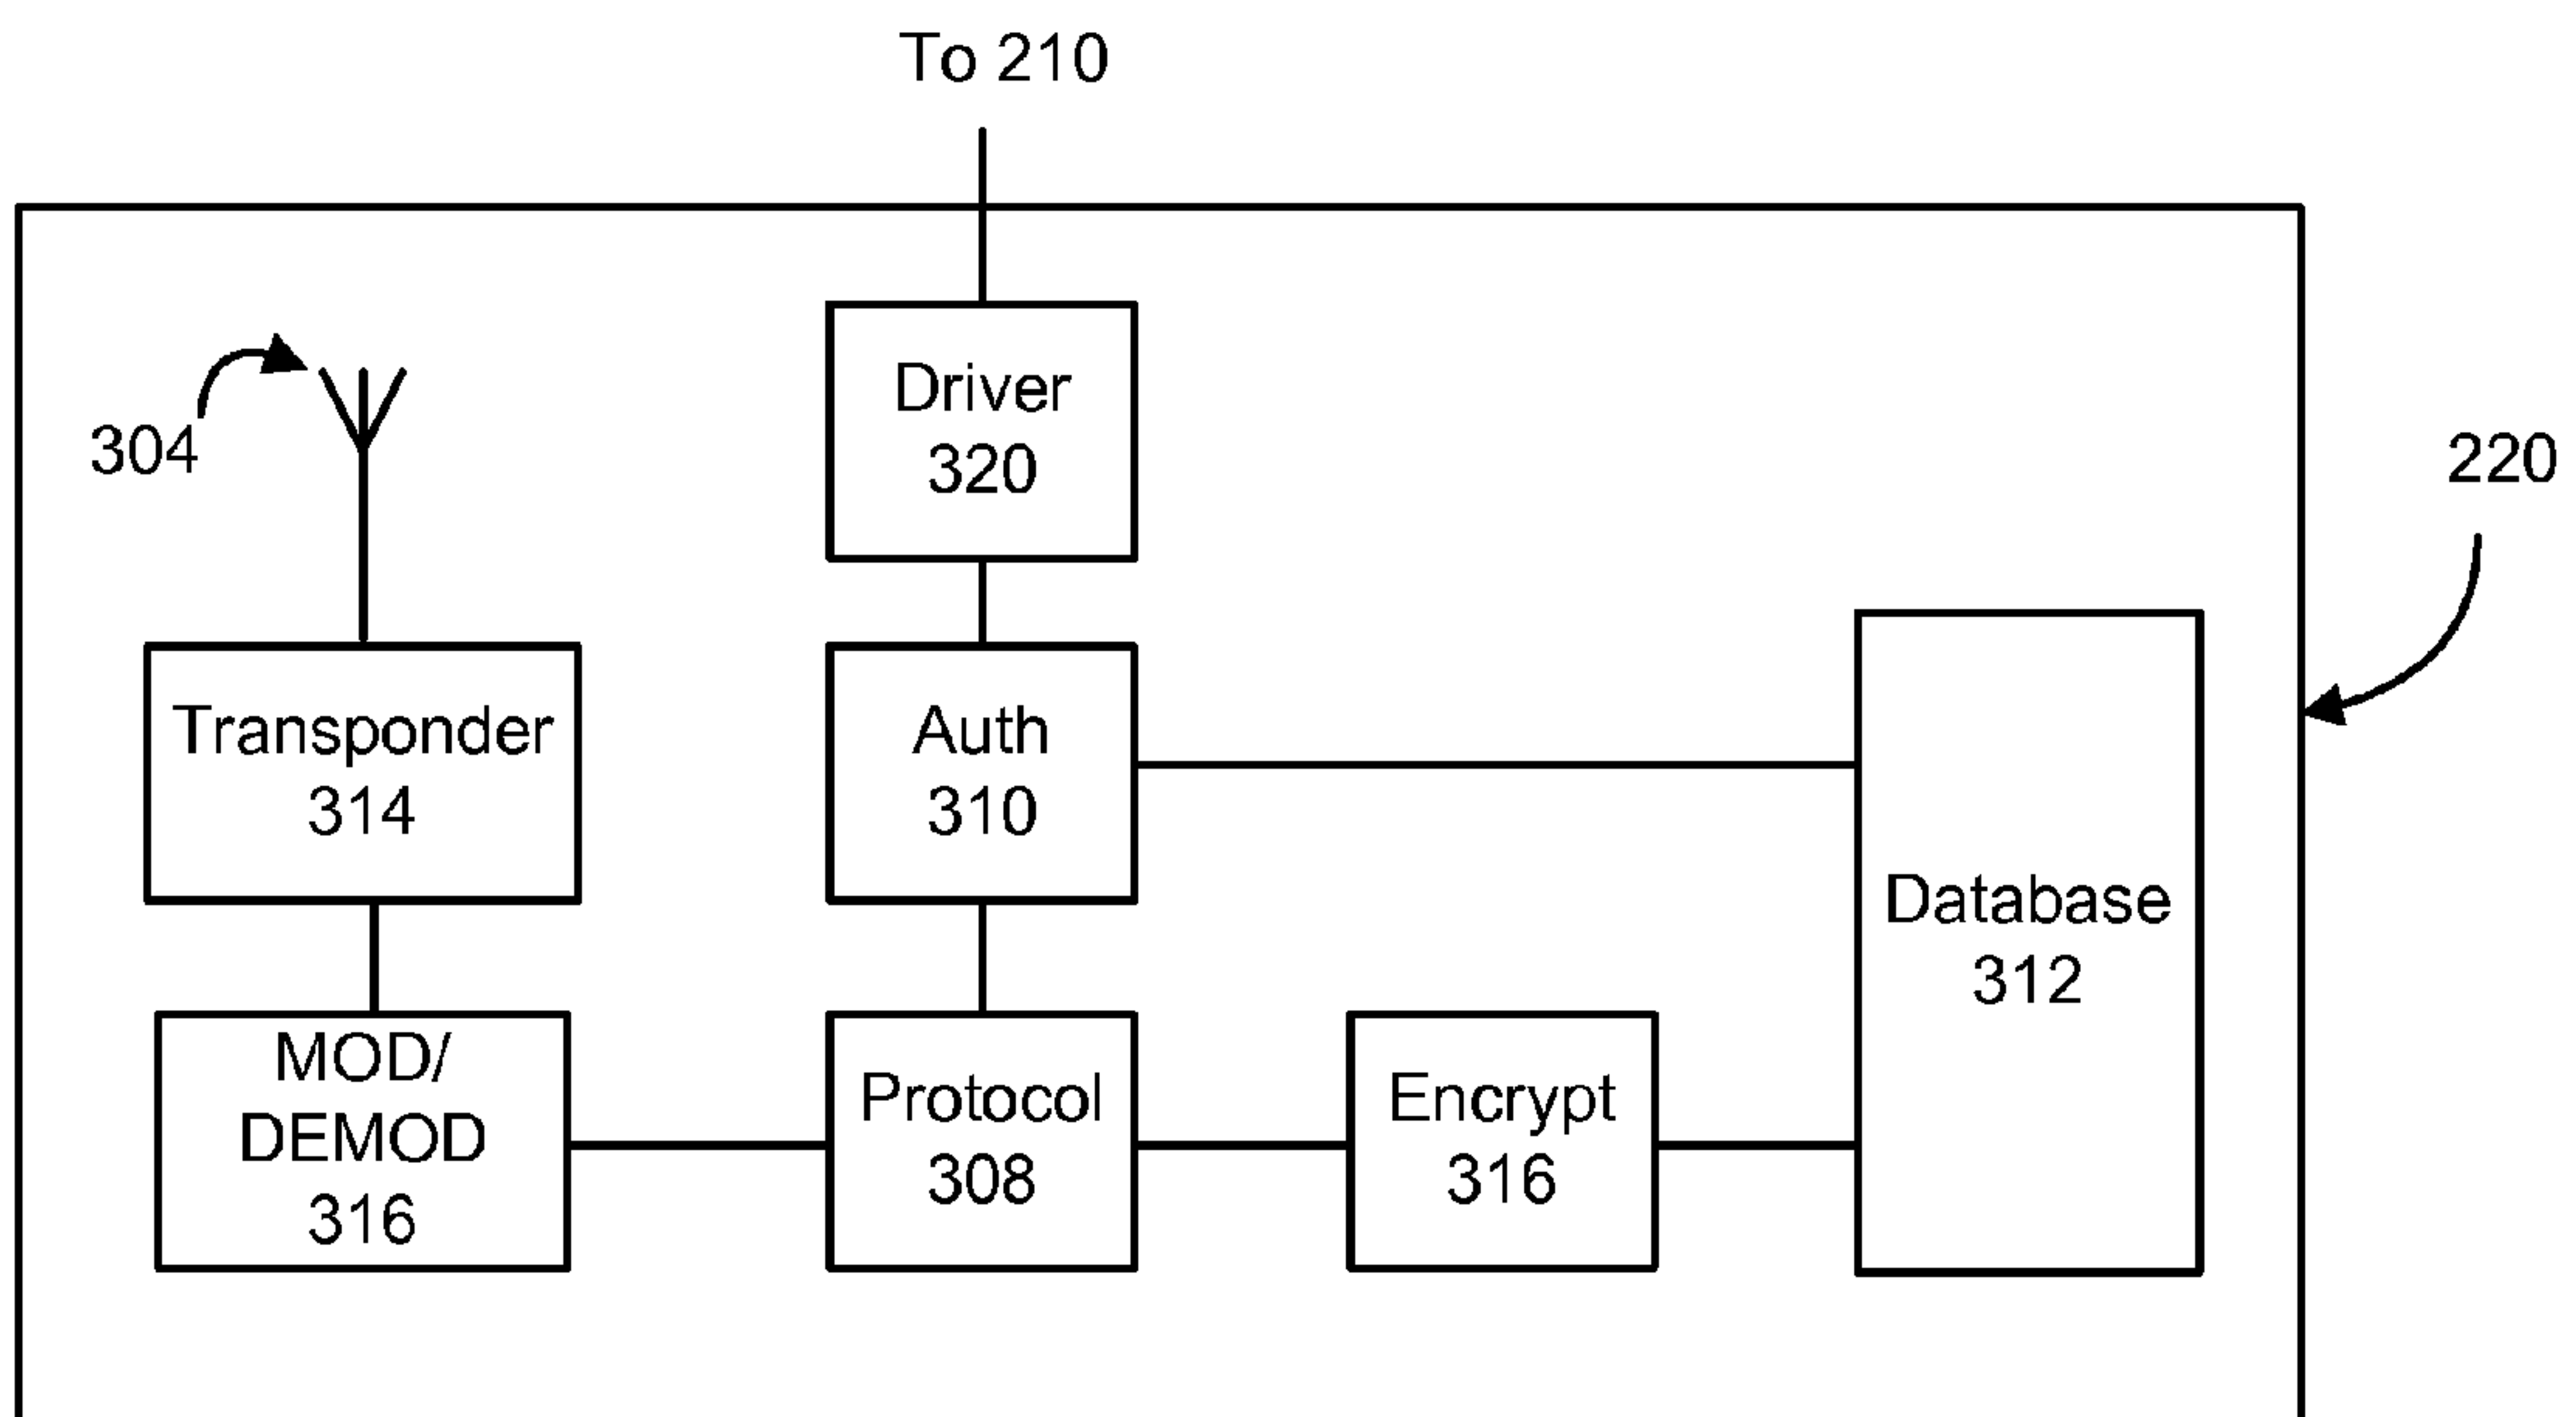 To 210
Driver
320
304
220
Transponder
314
Auth
310
Database
312
MOD/
DEMOD
316
Protocol
308
Encrypt
316